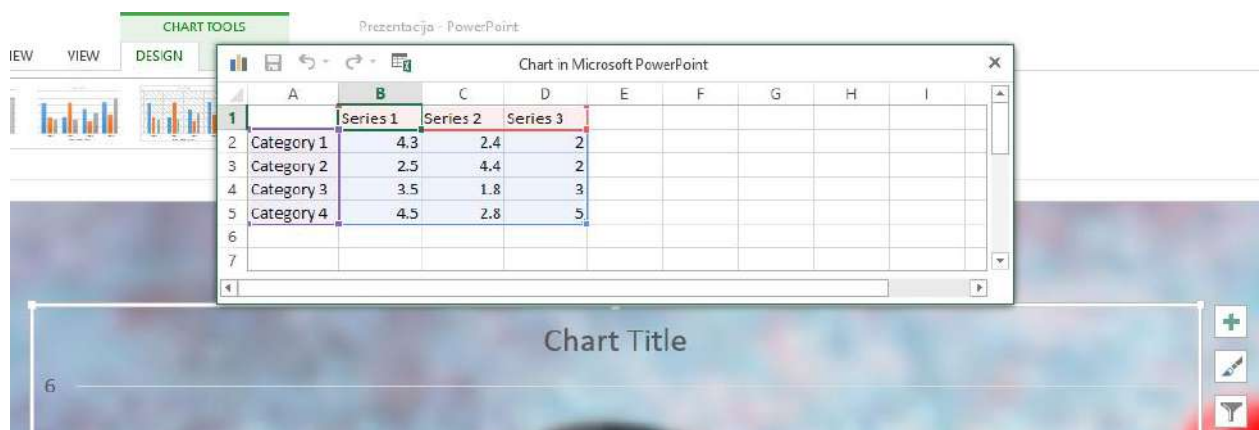 CHART TOOLS Prezentacija - PowerPoint
IEW VIEW DESIGN
Chart in Microsoft PowerPoint
A B C D E F G H I
1 Series 1 Series 2 Series 3
2 Category 1 4.3 2.4 2
3 Category 2 2.5 4.4 2
4 Category 3 3.5 1.8 3
5 Category 4 4.5 2.8 5
6
7
Chart Title
6